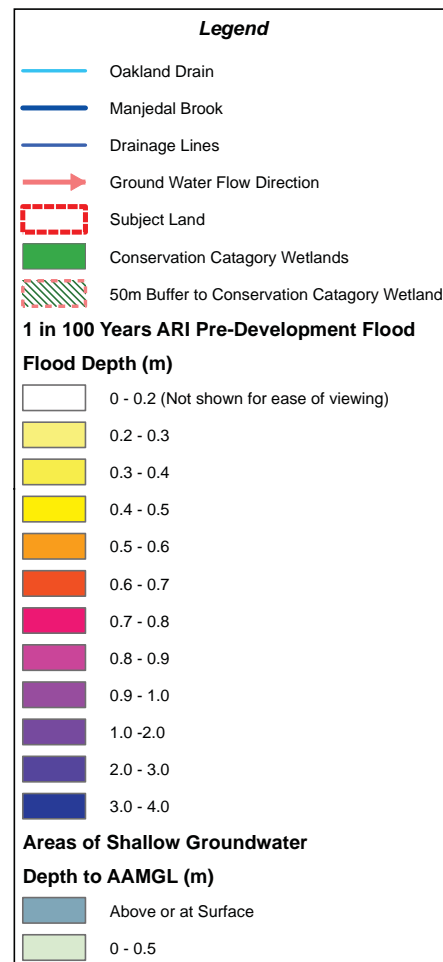 Legend
Oakland Drain
Manjedal Brook
Drainage Lines
Ground Water Flow Direction
Subject Land
Conservation Catagory Wetlands
50m Buffer to Conservation Catagory Wetland
1 in 100 Years ARI Pre-Development Flood
Flood Depth (m)
0 - 0.2 (Not shown for ease of viewing)
0.2 - 0.3
0.3 - 0.4
0.4 - 0.5
0.5 - 0.6
0.6 - 0.7
0.7 - 0.8
0.8 - 0.9
0.9 - 1.0
1.0 -2.0
2.0 - 3.0
3.0 - 4.0
Areas of Shallow Groundwater
Depth to AAMGL (m)
Above or at Surface
0 - 0.5